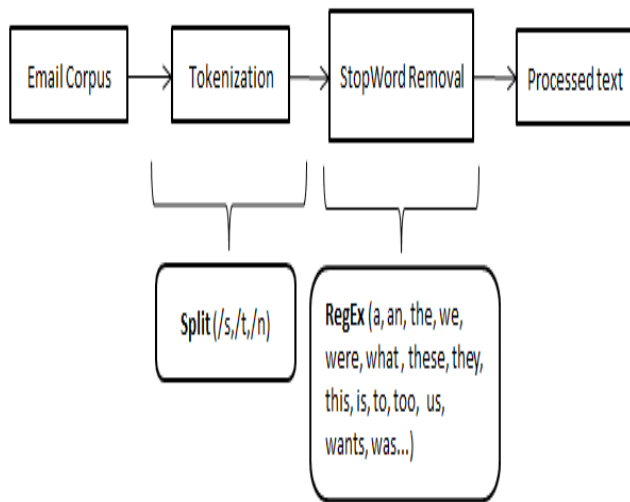 Email Corpus
Tokenization
StopWord Removal
Processed text
Split (/s,/t,/n)
RegEx (a, an, the, we,
were, what , these, they,
this, is, to, too, us,
wants, was...)